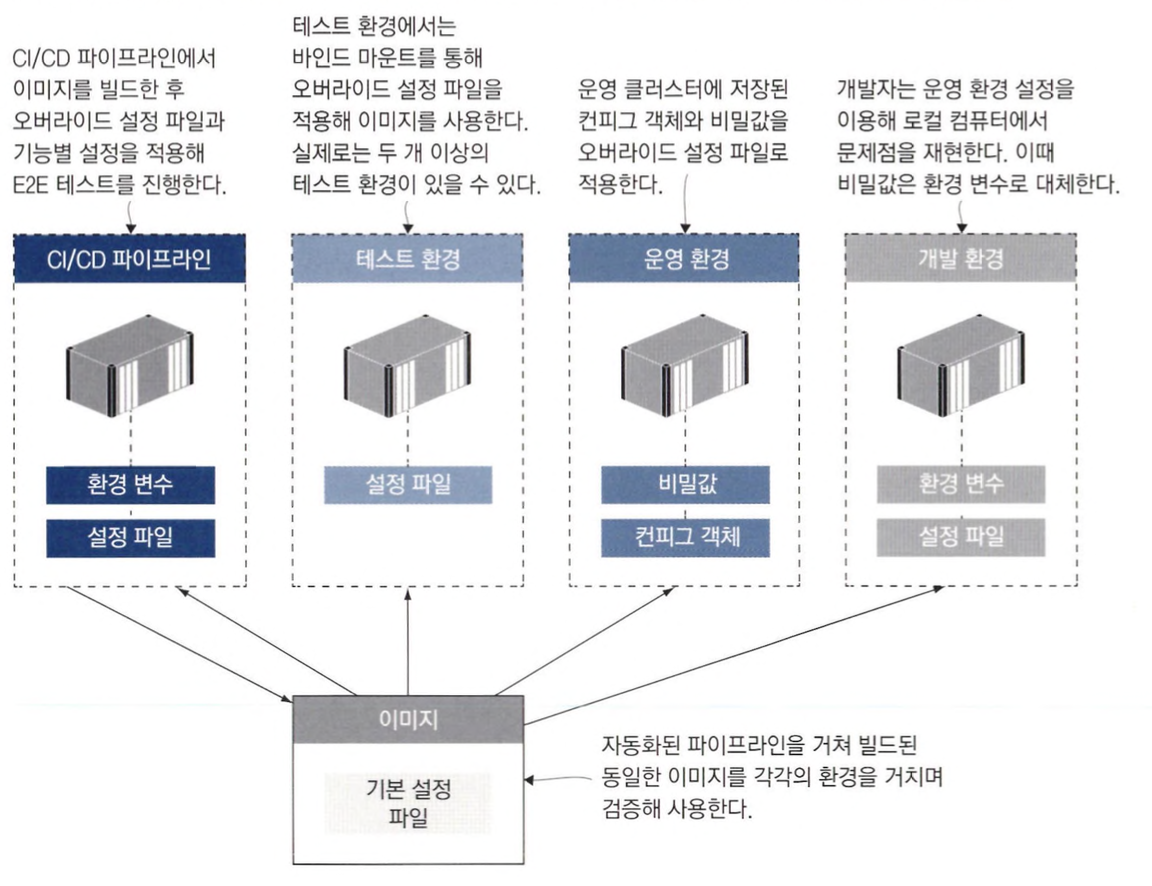 CI/CD 파이프라인에서
이미지를 빌드한 후
오버라이드 설정 파일과
기능별 설정을 적용해
E2E 테스트를 진행한다.
테스트 환경에서는
바인드 마운트를 통해
오버라이드 설정 파일을
적용해 이미지를 사용한다.
실제로는 두 개 이상의
테스트 환경이 있을 수 있다.
운영 클러스터에 저장된
컨피그 객체와 비밀값을
오버라이드 설정 파일로
적용한다.
개발자는 운영 환경 설정을
이용해 로컬 컴퓨터에서
문제점을 재현한다. 이때
비밀값은 환경 변수로 대체한다.
CI/CD 파이프라인
테스트 환경
운영 환경
개발 환경
환경 변수
설정 파일
설정 파일
비밀값
컨피그 객체
환경 변수
설정 파일
이미지
기본 설정
파일
자동화된 파이프라인을 거쳐 빌드된
동일한 이미지를 각각의 환경을 거치며
검증해 사용한다.